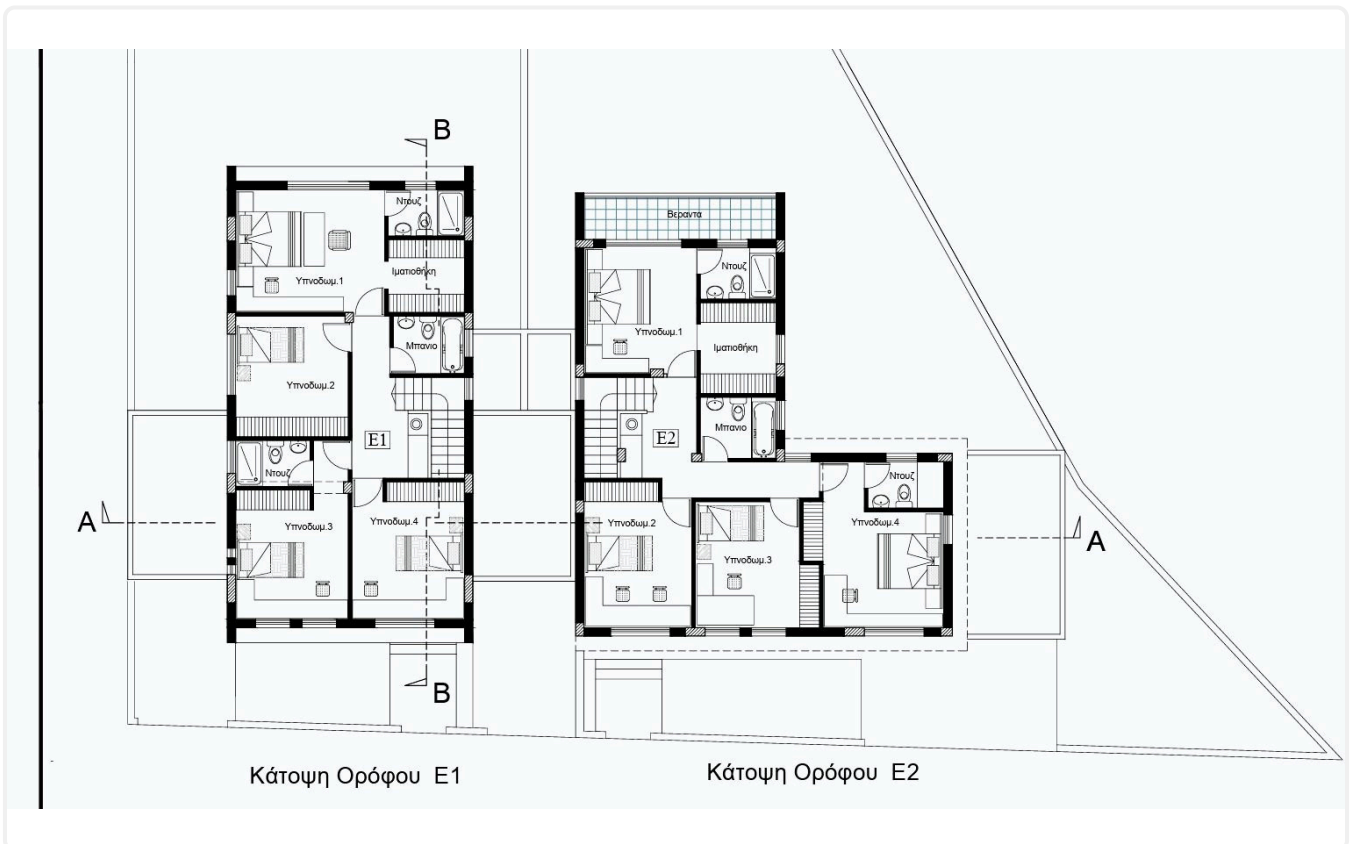 B
Ντουζ
Ιματιοθήκη
Υπνοδωμ.1
Μπανιο
Υπνοδωμ.2
E1
Ντουζ
Υπνοδωμ.3
Υπνοδωμ.4
A
B
Κάτοψη Ορόφου E1
Βεραντα
Ντουζ
Υπνοδωμ.1
Ιματιοθήκη
Μπανιο
E2
Ντουζ
Υπνοδωμ.2
Υπνοδωμ.3
Υπνοδωμ.4
A
Κάτοψη Ορόφου E2